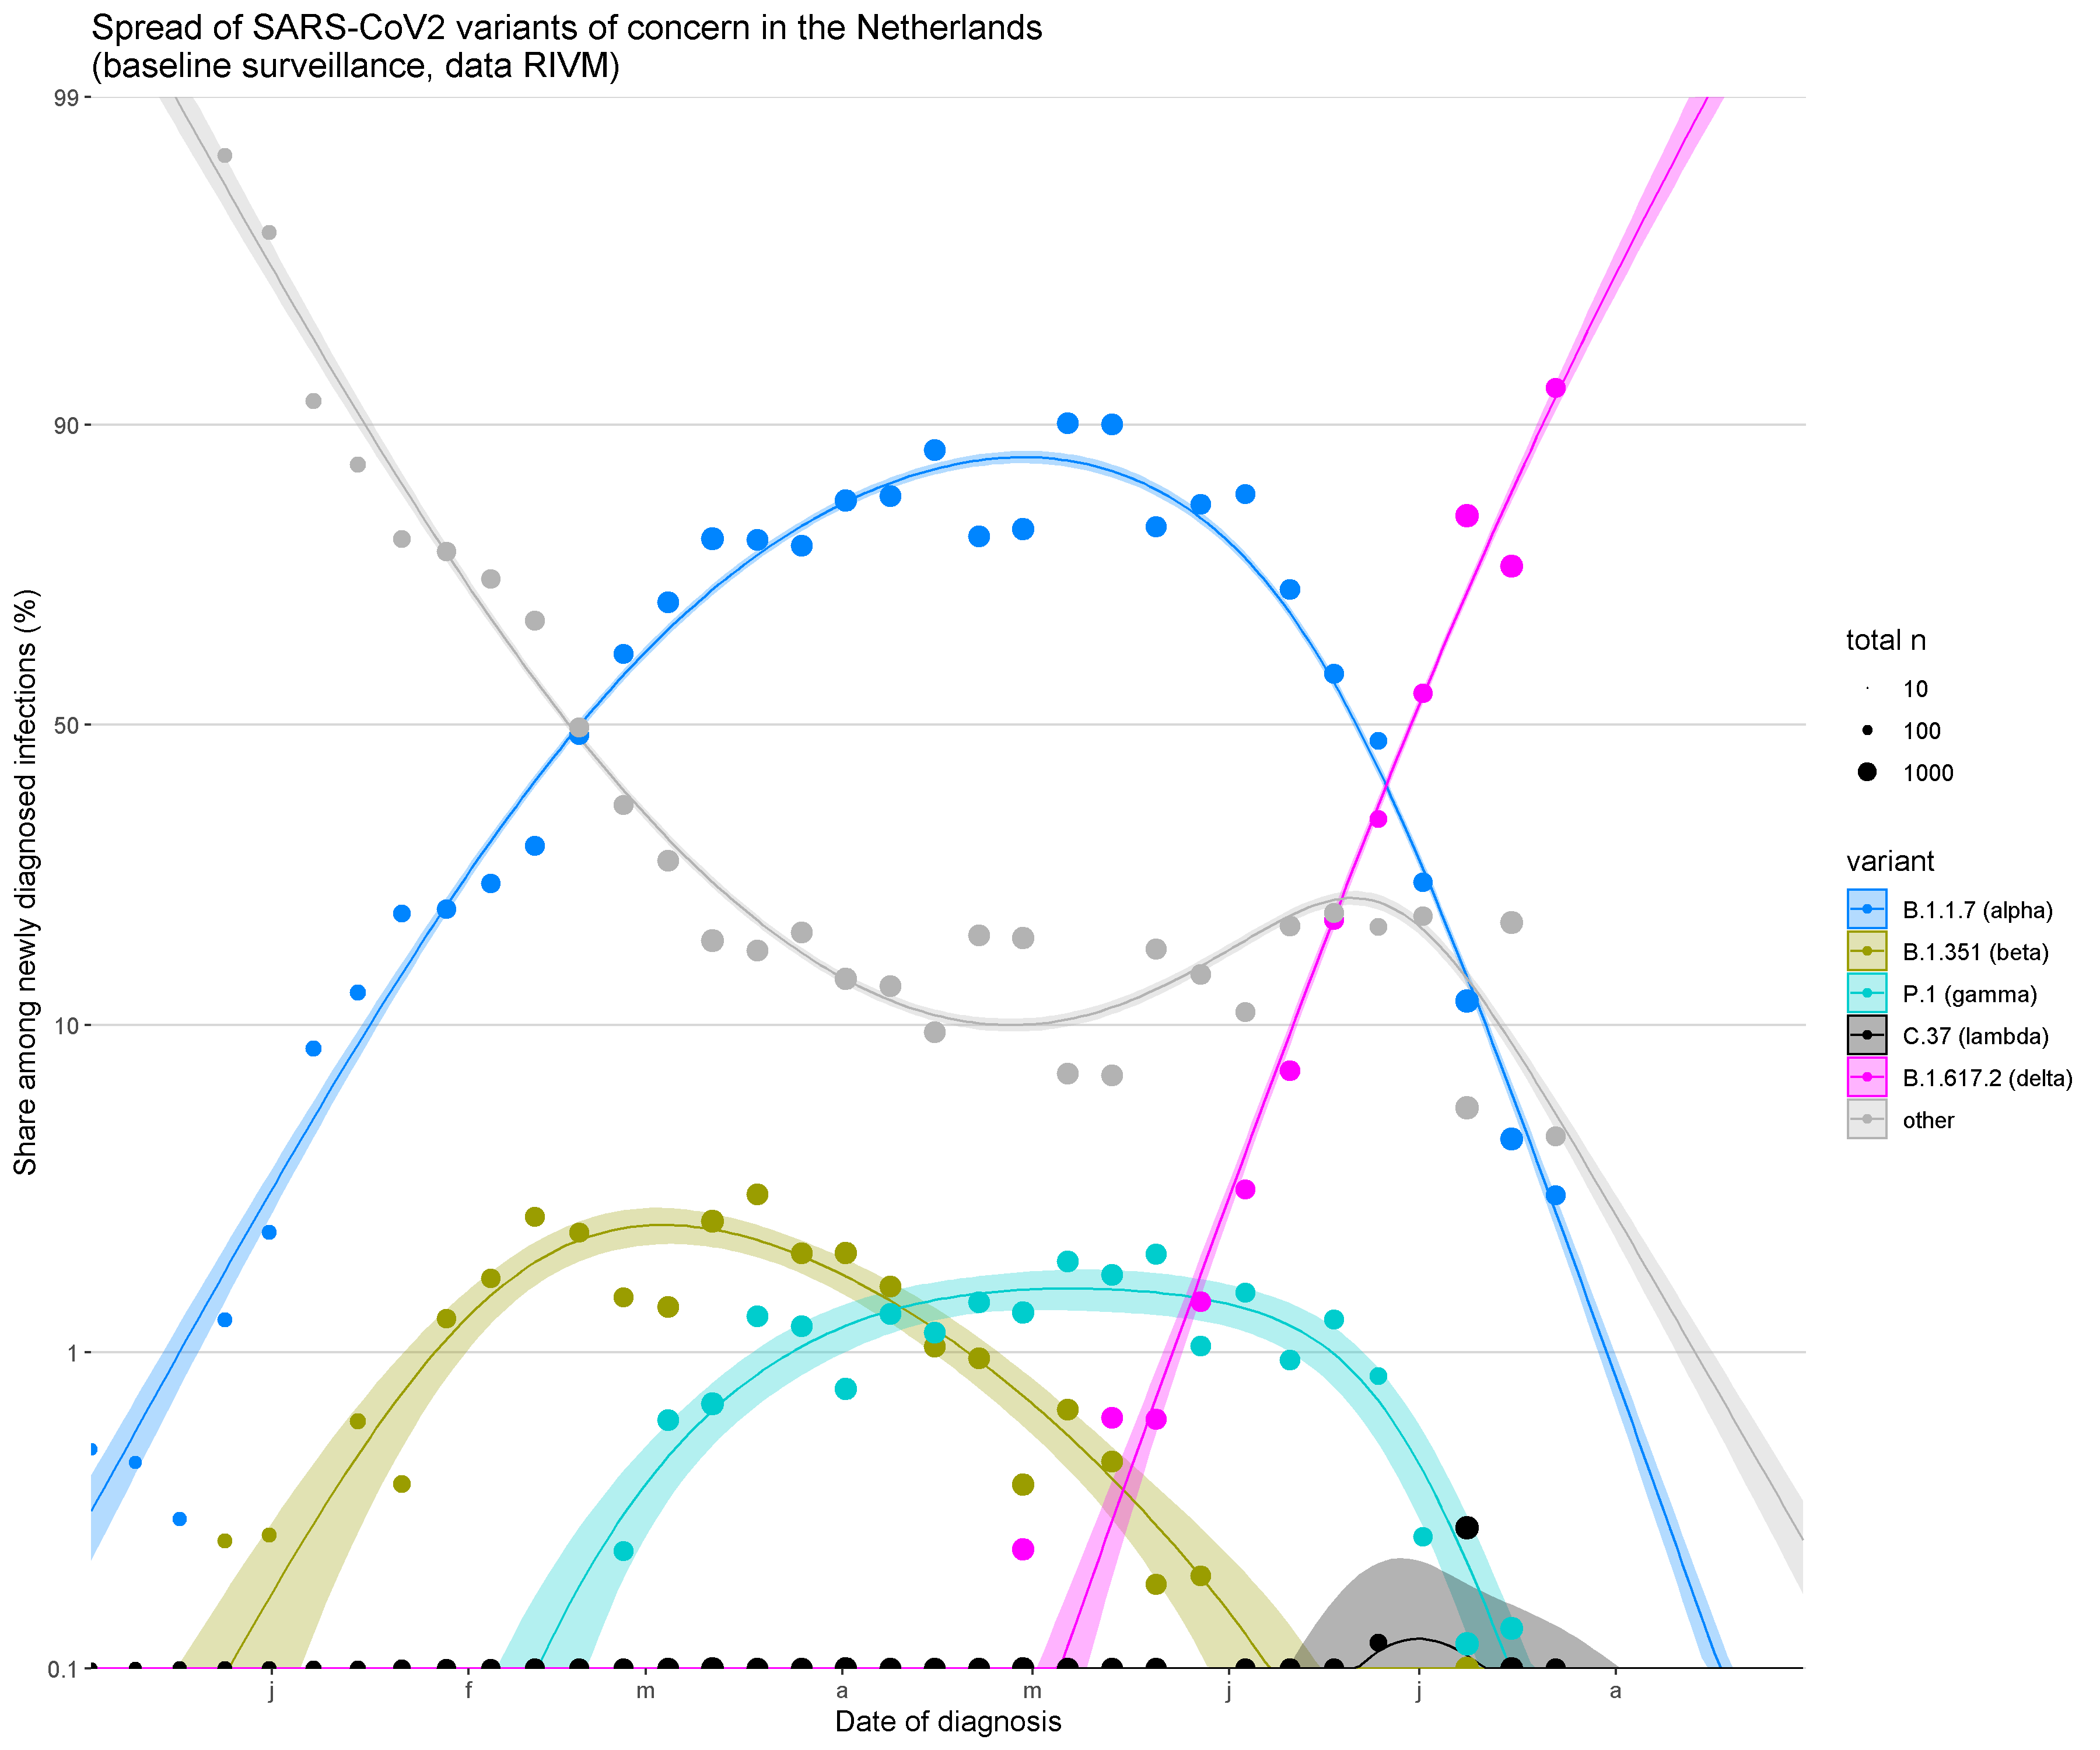 Spread of SARS-CoV2 variants of concern in the Netherlands
(baseline surveillance, data RIVM)
99
90
50
10
1
0.1
Share among newly diagnosed infections (%)
j
f
m
a
m
j
j
a
Date of diagnosis
total n
10
100
1000
variant
B.1.1.7 (alpha)
B.1.351 (beta)
P.1 (gamma)
C.37 (lambda)
B.1.617.2 (delta)
other